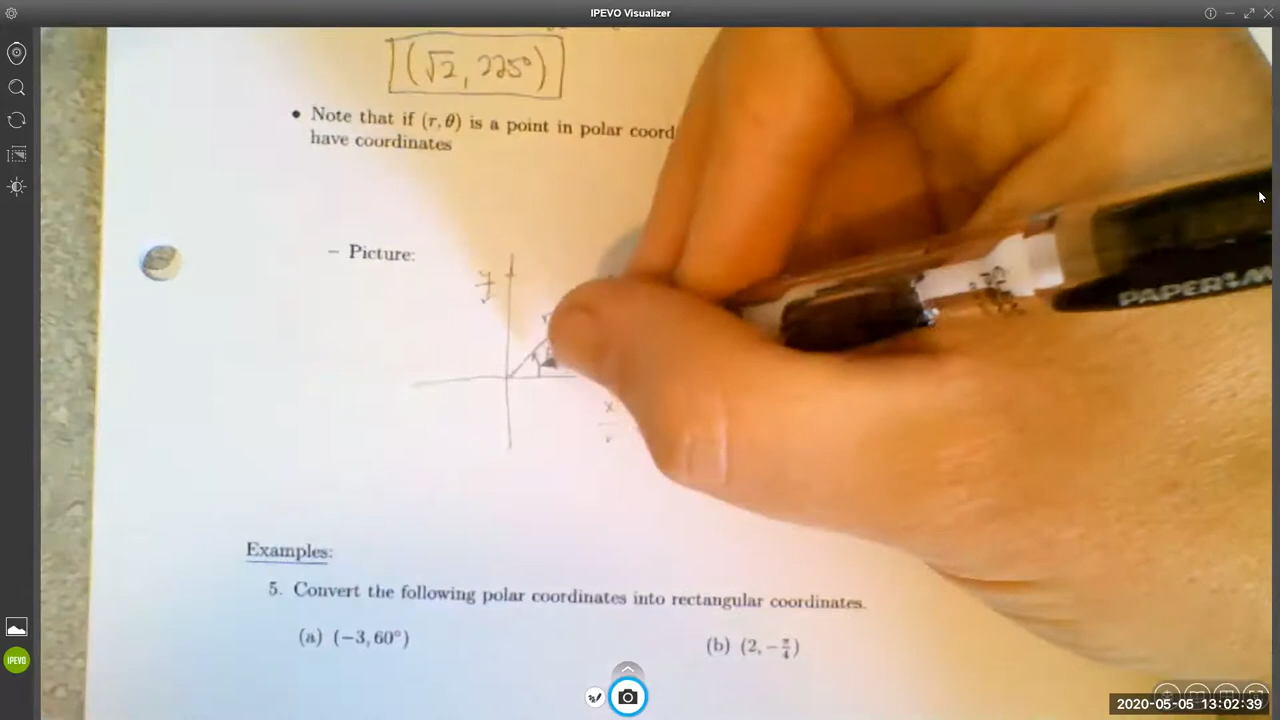 IPEVO Visualizer
(√2, 225°)
• Note that if (r, θ) is a point in polar coord
have coordinates
– Picture:
y
x
r
PAPER M
Examples:
5. Convert the following polar coordinates into rectangular coordinates.
(a) (−3, 60°)
(b) (2, −π/4)
IPEVO
2020-05-05 13:02:39